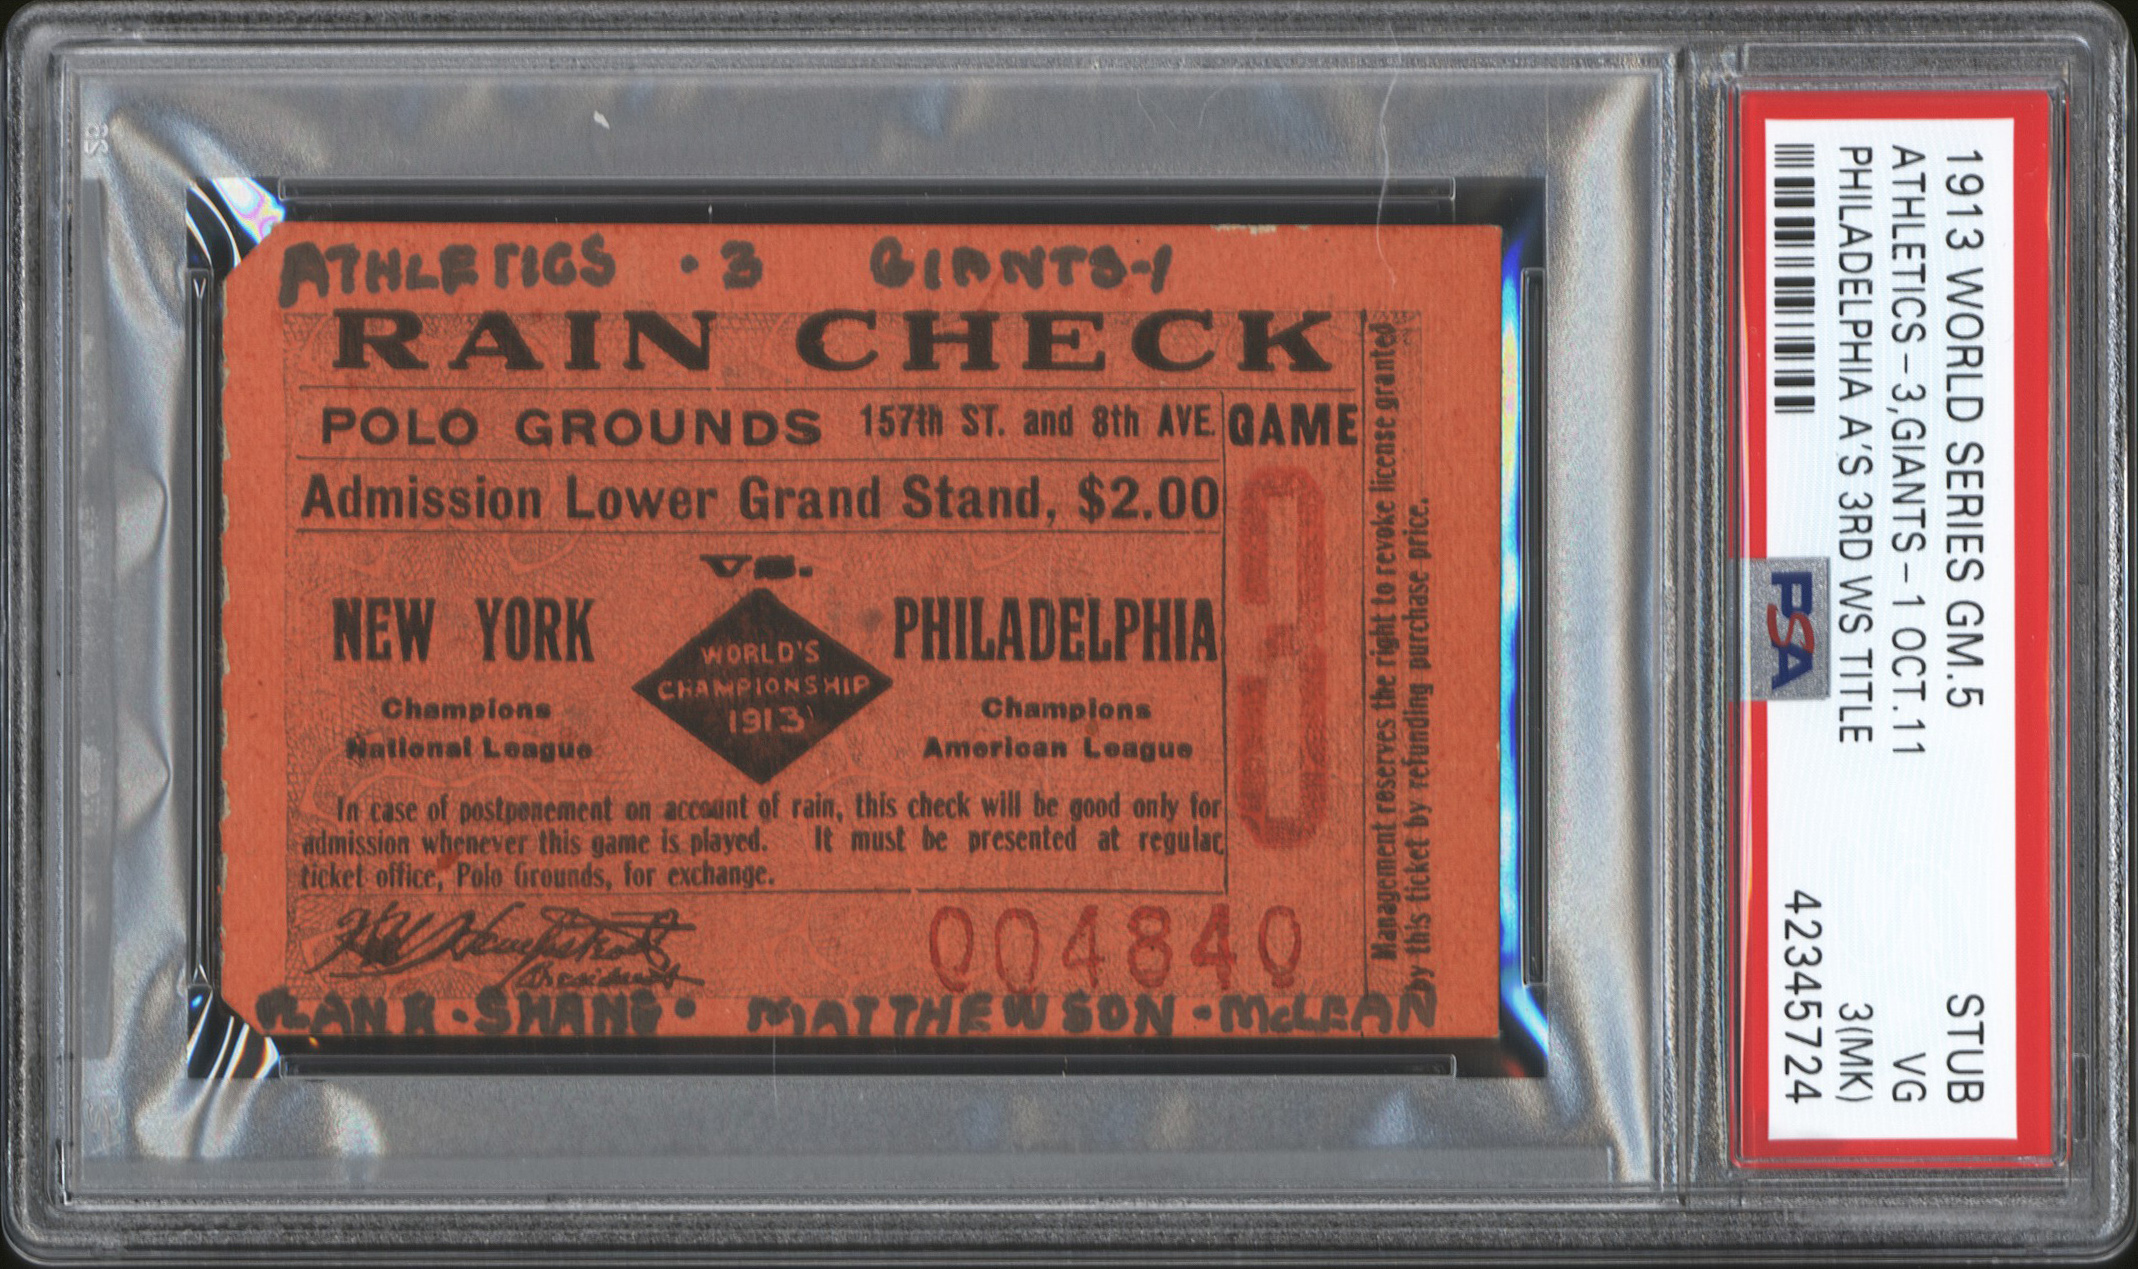 ATHLETICS • 3 GIANTS-1
RAIN CHECK
POLO GROUNDS 157th ST. and 8th AVE.
GAME
3
Admission Lower Grand Stand, $2.00
vs.
NEW YORK
Champions
National League
WORLD'S
CHAMPIONSHIP
1913
PHILADELPHIA
Champions
American League
In case of postponement on account of rain, this check will be good only for
admission whenever this game is played. It must be presented at regular
ticket office, Polo Grounds, for exchange.
President
004840
PLANK • SHANG • MATTHEWSON - McLEAN
Management reserves the right to revoke license granted
by this ticket by refunding purchase price.
1913 WORLD SERIES GM.5 STUB
ATHLETICS-3,GIANTS-1 OCT.11 VG
PHILADELPHIA A'S 3RD WS TITLE 3(MK)
PSA
42345724